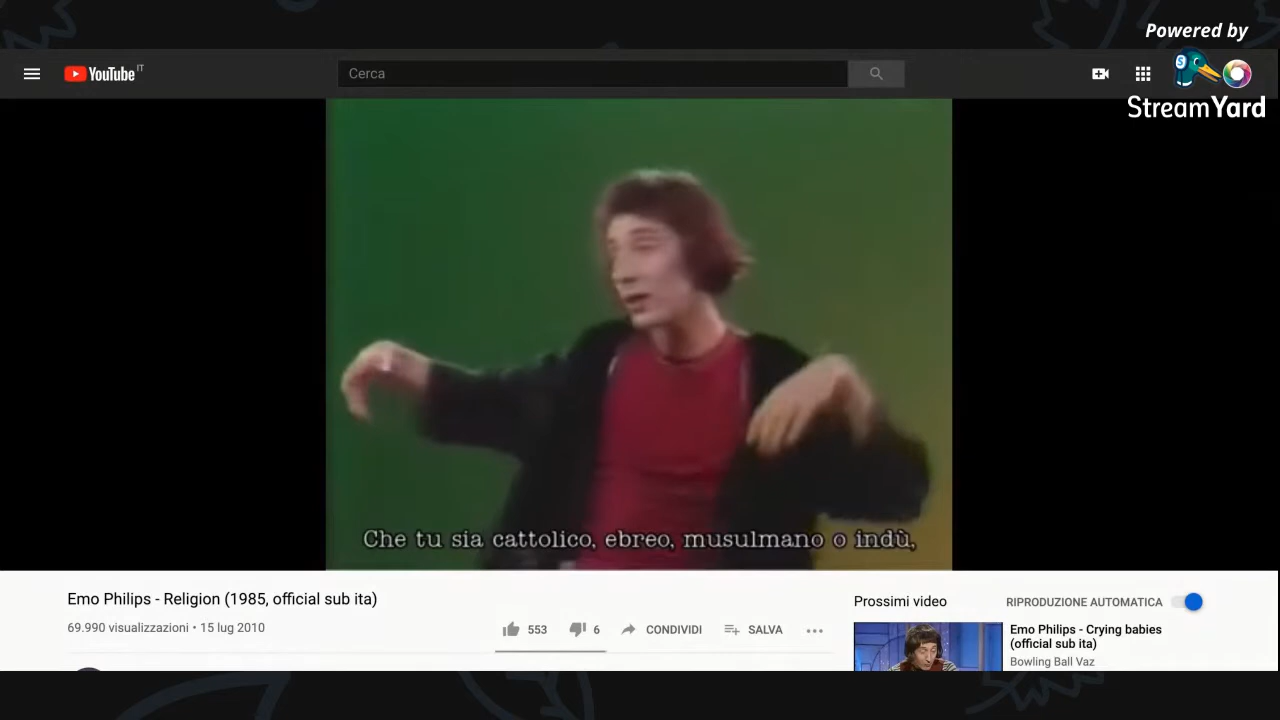 Powered by
StreamYard
YouTube IT
Cerca
Che tu sia cattolico, ebreo, musulmano o indù,
Emo Philips - Religion (1985, official sub ita)
69.990 visualizzazioni • 15 lug 2010
553
6
CONDIVIDI
SALVA
Prossimi video
RIPRODUZIONE AUTOMATICA
Emo Philips - Crying babies
(official sub ita)
Bowling Ball Vaz